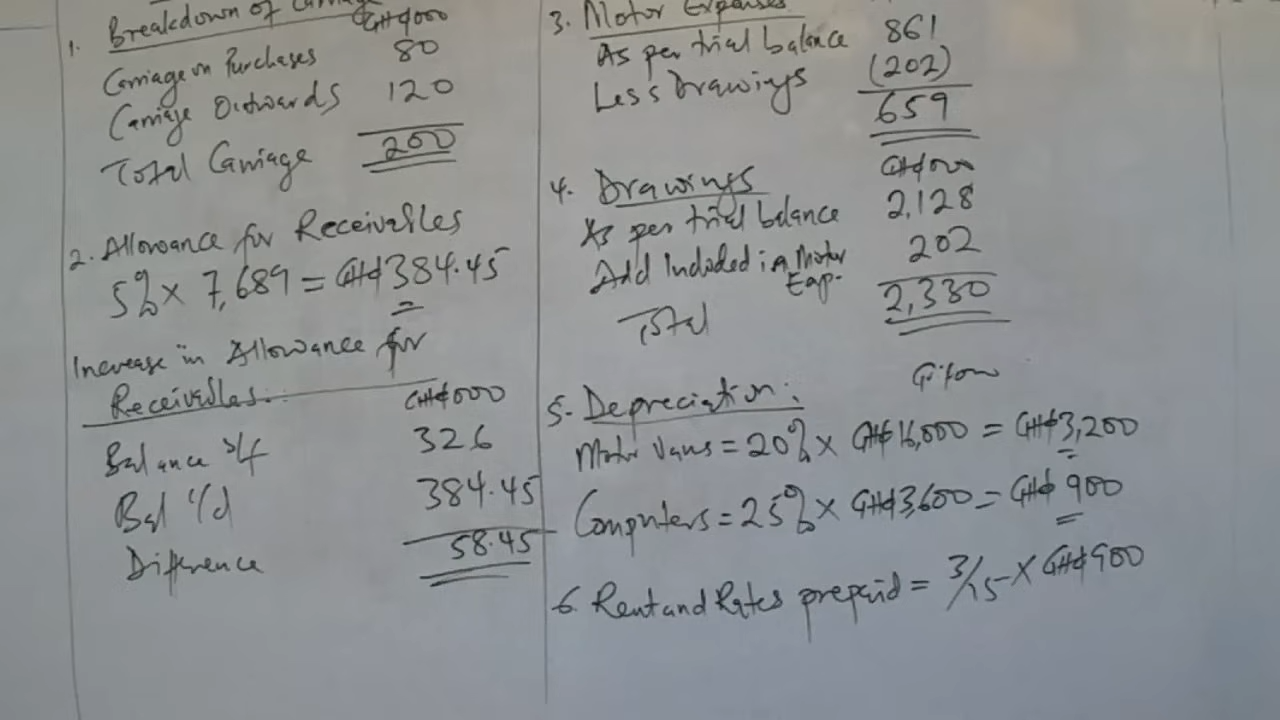 1. Breakdown of Carriage
GH¢000
Carriage on Purchases 80
Carriage Outwards 120
Total Carriage 200
2. Allowance for Receivables
5% × 7,689 = GH¢384.45
Increase in Allowance for
Receivables.
GH¢000
Balance b/f 326
Bal c/d 384.45
Difference 58.45
3. Motor Expenses
As per trial balance 861
Less Drawings (202)
659
GH¢000
4. Drawings
As per trial balance 2,128
Add Included in Motor 202
Exp.
Total 2,330
5. Depreciation:
Motor Vans = 20% × GH¢16,000 = GH¢3,200
Computers = 25% × GH¢3,600 = GH¢900
6. Rent and Rates prepaid = 3/15 × GH¢900